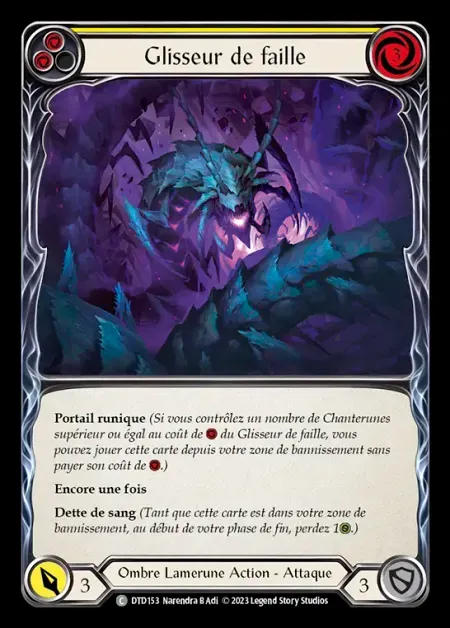 Glisseur de faille
3
Portail runique (Si vous contrôlez un nombre de Chanterunes
supérieur ou égal au coût de du Glisseur de faille, vous
pouvez jouer cette carte depuis votre zone de bannissement sans
payer son coût de .)
Encore une fois
Dette de sang (Tant que cette carte est dans votre zone de
bannissement, au début de votre phase de fin, perdez 1 .)
3 Ombre Lamerune Action - Attaque 3
C DTD153 Narendra B Adi © 2023 Legend Story Studios